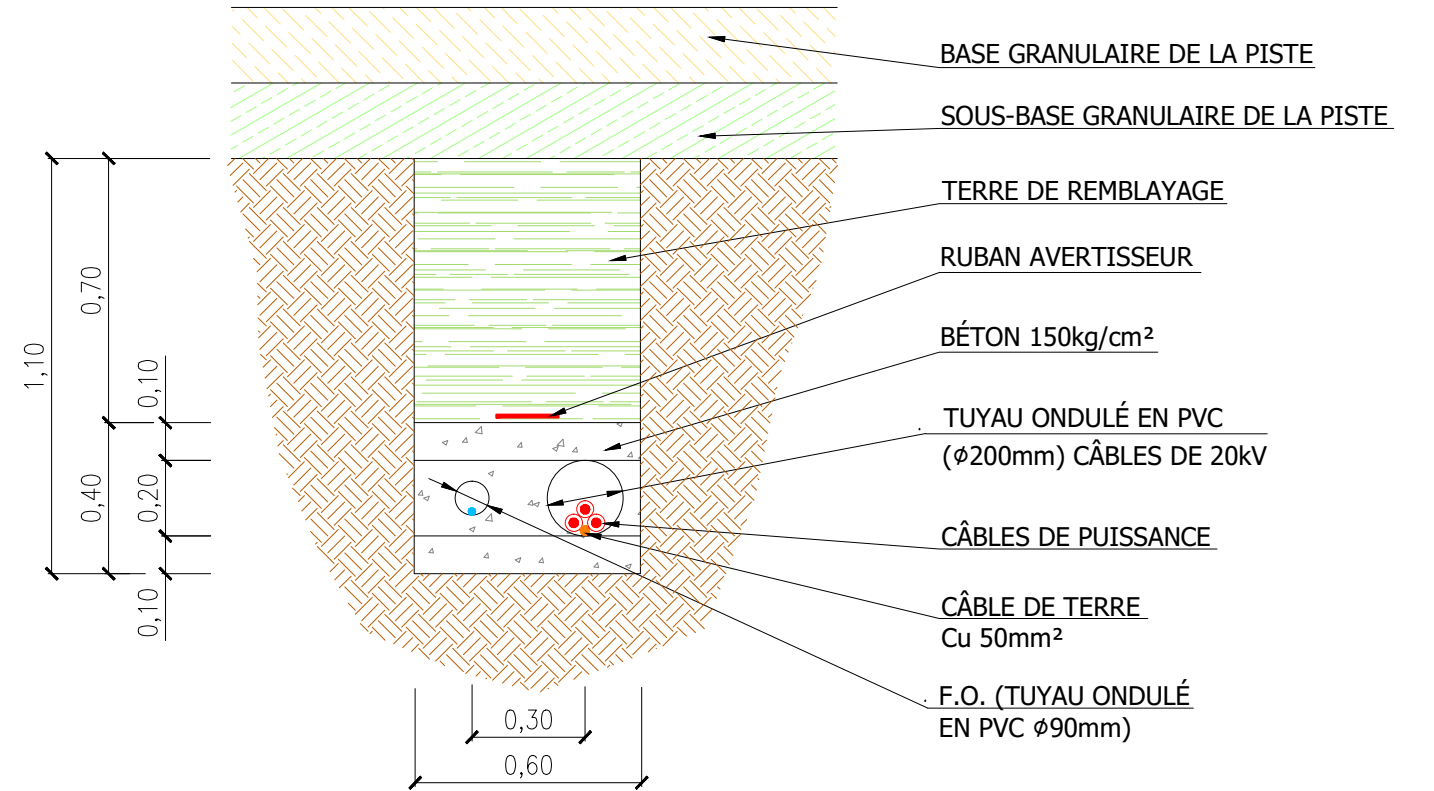 BASE GRANULAIRE DE LA PISTE
SOUS-BASE GRANULAIRE DE LA PISTE
TERRE DE REMBLAYAGE
RUBAN AVERTISSEUR
BÉTON 150kg/cm²
TUYAU ONDULÉ EN PVC
(φ200mm) CÂBLES DE 20kV
CÂBLES DE PUISSANCE
CÂBLE DE TERRE
Cu 50mm²
F.O. (TUYAU ONDULÉ
EN PVC φ90mm)
1,10
0,70
0,40
0,10
0,20
0,10
0,30
0,60